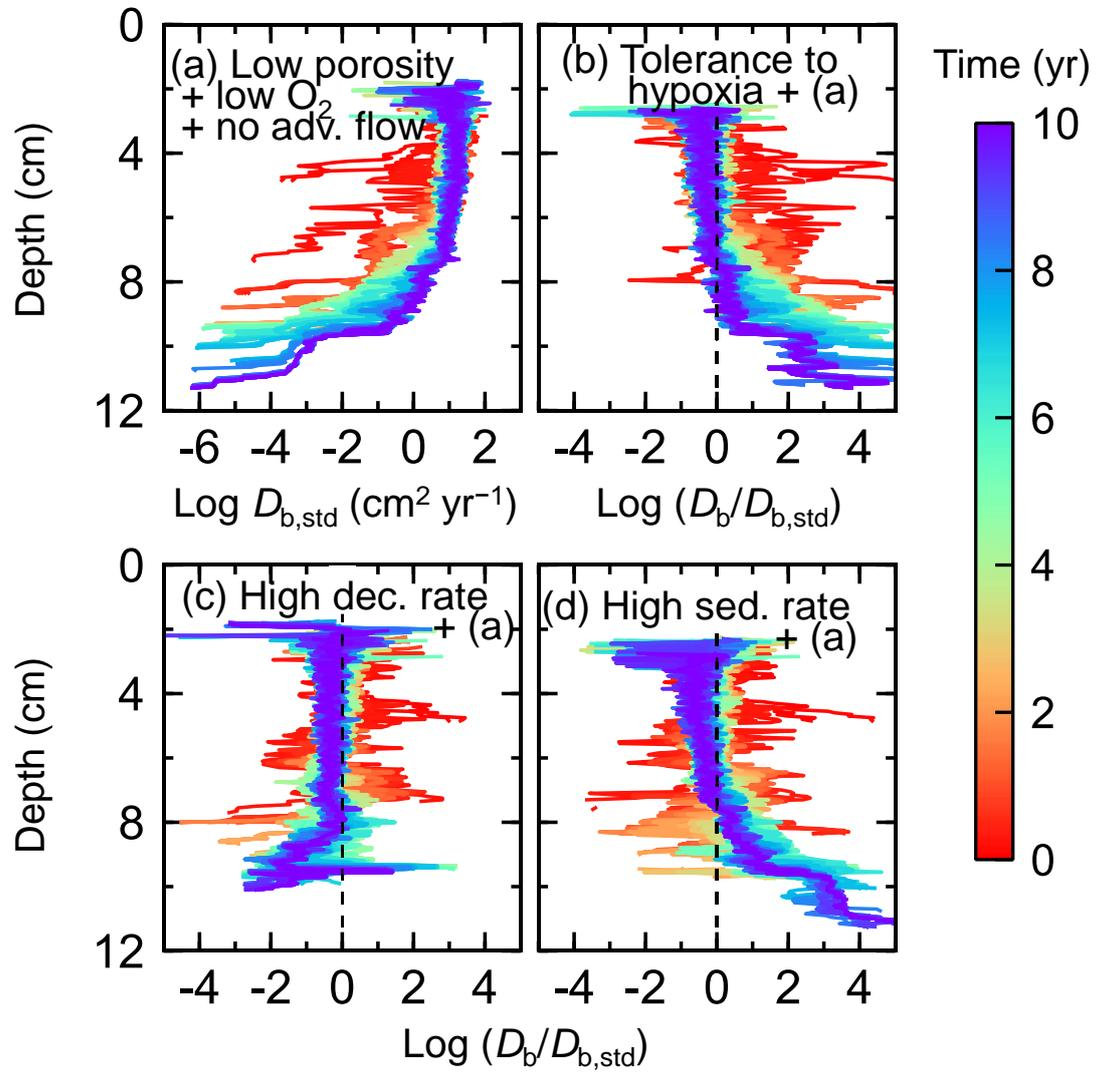 0
4
8
12
Depth (cm)
(a) Low porosity
+ low O2
+ no adv. flow
-6 -4 -2 0 2
Log Db,std (cm² yr⁻¹)
(b) Tolerance to
hypoxia + (a)
-4 -2 0 2 4
Log (Db/Db,std)
Time (yr)
10
8
6
4
2
0
0
4
8
12
Depth (cm)
(c) High dec. rate
+ (a)
-4 -2 0 2 4
(d) High sed. rate
+ (a)
-4 -2 0 2 4
Log (Db/Db,std)